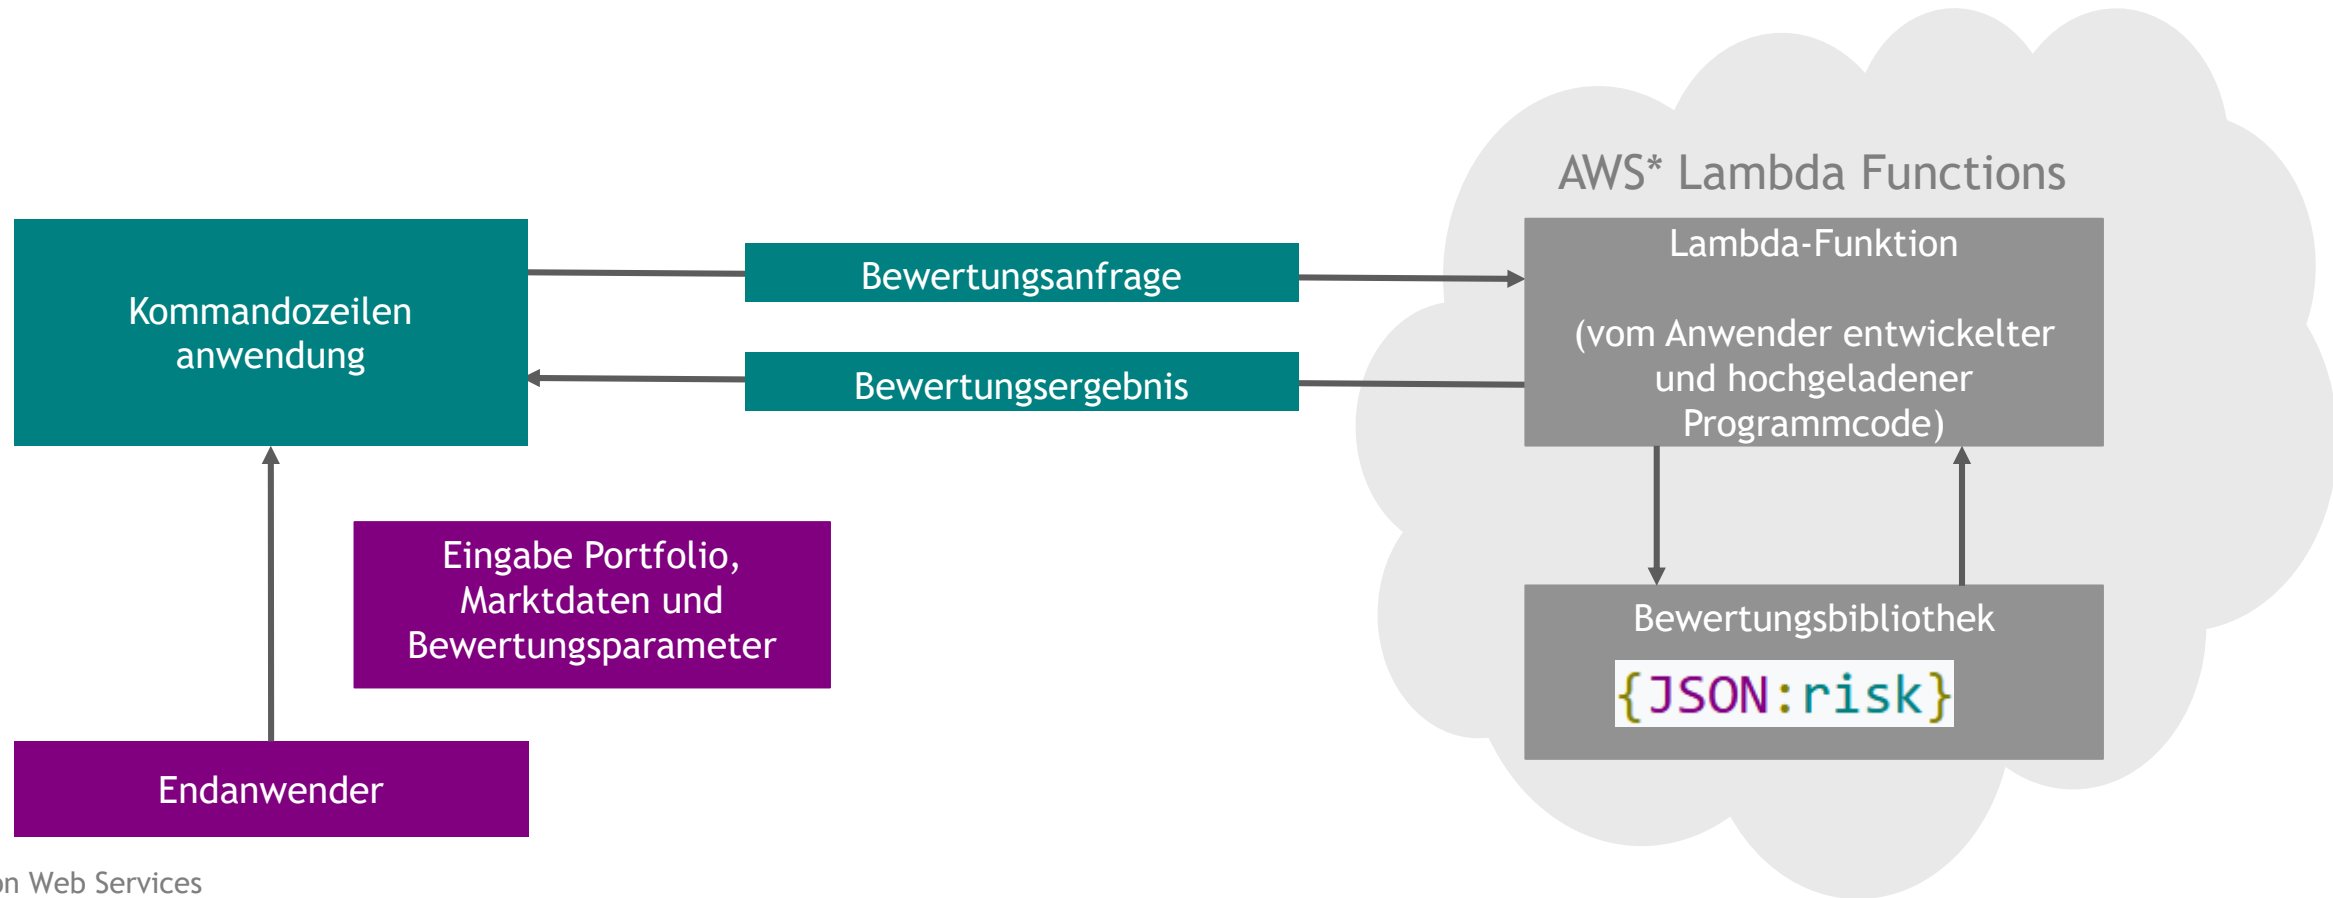 AWS* Lambda Functions
Kommandozeilen
anwendung
Bewertungsanfrage
Bewertungsergebnis
Lambda-Funktion
(vom Anwender entwickelter
und hochgeladener
Programmcode)
Eingabe Portfolio,
Marktdaten und
Bewertungsparameter
Bewertungsbibliothek
{JSON:risk}
Endanwender
Web Services